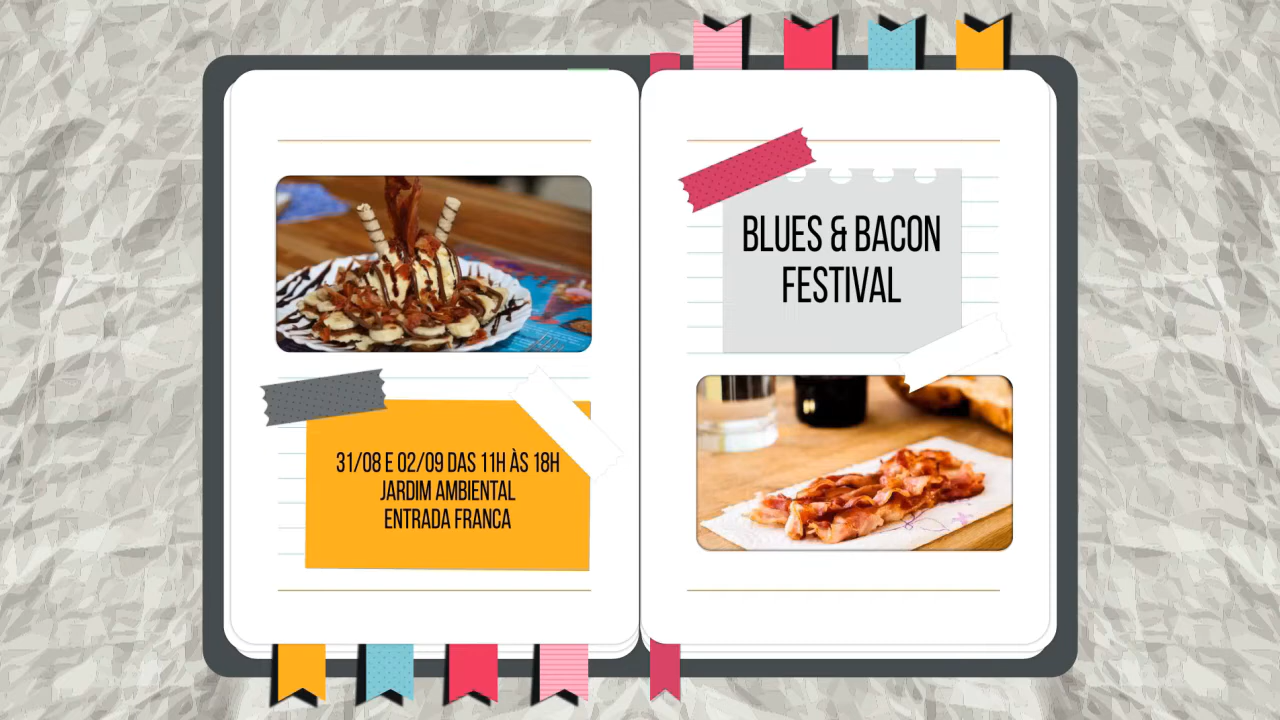 31/08 E 02/09 DAS 11H ÀS 18H
JARDIM AMBIENTAL
ENTRADA FRANCA
BLUES & BACON
FESTIVAL